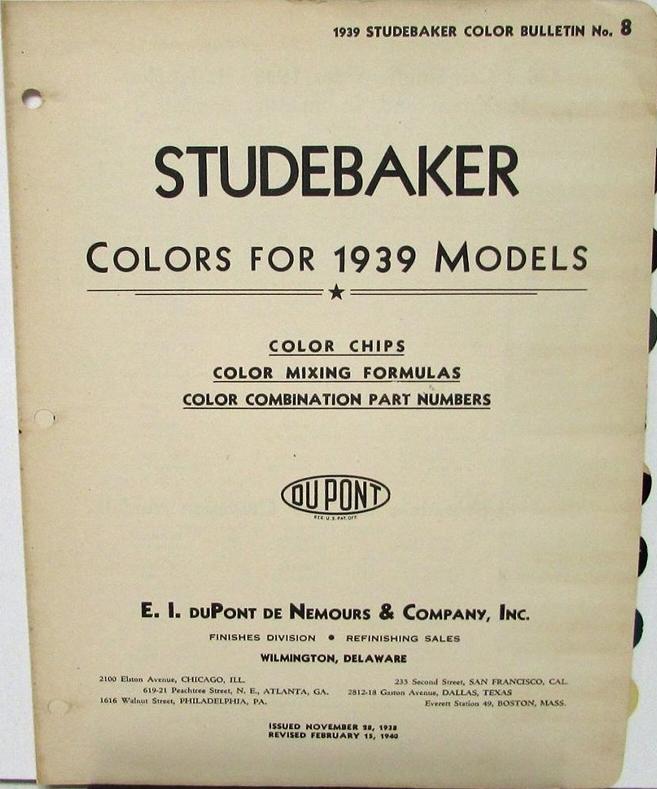 1939 STUDEBAKER COLOR BULLETIN No. 8
STUDEBAKER
COLORS FOR 1939 MODELS
COLOR CHIPS
COLOR MIXING FORMULAS
COLOR COMBINATION PART NUMBERS
DU PONT
REG. U.S. PAT. OFF.
E. I. DUPONT DE NEMOURS & COMPANY, INC.
FINISHES DIVISION • REFINISHING SALES
WILMINGTON, DELAWARE
2100 Elston Avenue, CHICAGO, ILL. 235 Second Street, SAN FRANCISCO, CAL.
619-21 Peachtree Street, N. E., ATLANTA, GA. 2812-18 Gaston Avenue, DALLAS, TEXAS
1616 Walnut Street, PHILADELPHIA, PA. Everett Station 49, BOSTON, MASS.
ISSUED NOVEMBER 28, 1938
REVISED FEBRUARY 15, 1940